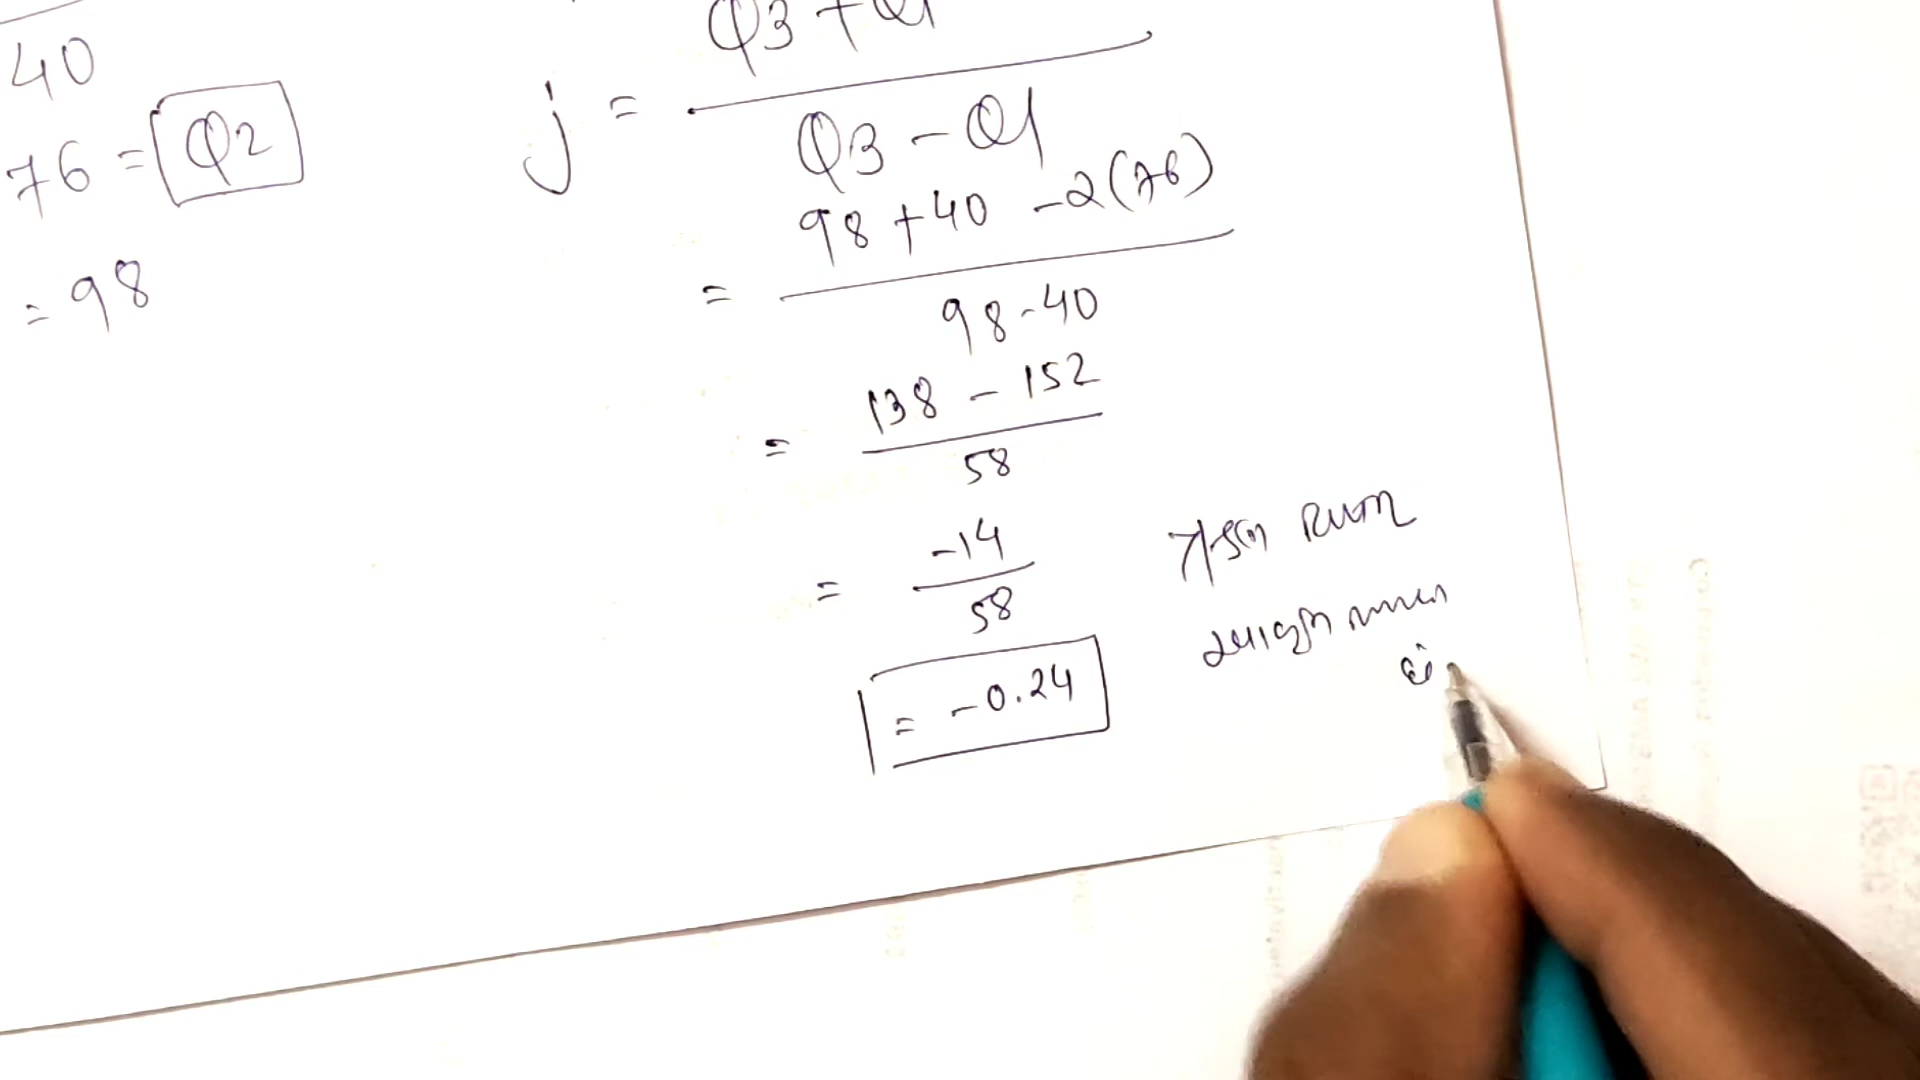 40
76 = Q2
= 98
Q3 + Q1
j =
Q3 - Q1
98 + 40 - 2(76)
=
98 - 40
138 - 152
=
58
-14
=
58
= -0.24